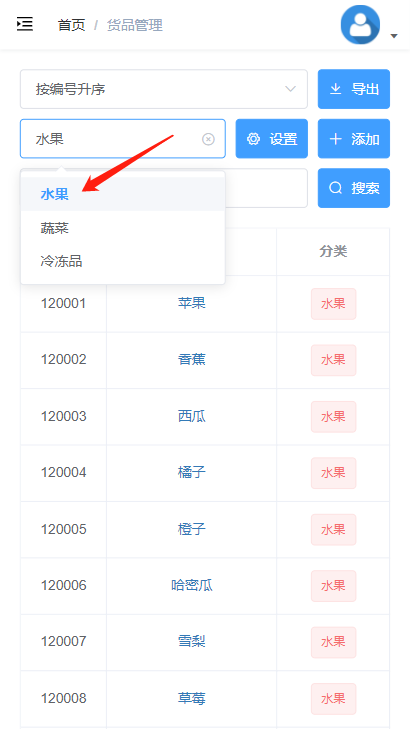 首页 / 货品管理
按编号升序
导出
水果
设置
添加
搜索
水果
蔬菜
冷冻品
分类
120001 苹果 水果
120002 香蕉 水果
120003 西瓜 水果
120004 橘子 水果
120005 橙子 水果
120006 哈密瓜 水果
120007 雪梨 水果
120008 草莓 水果